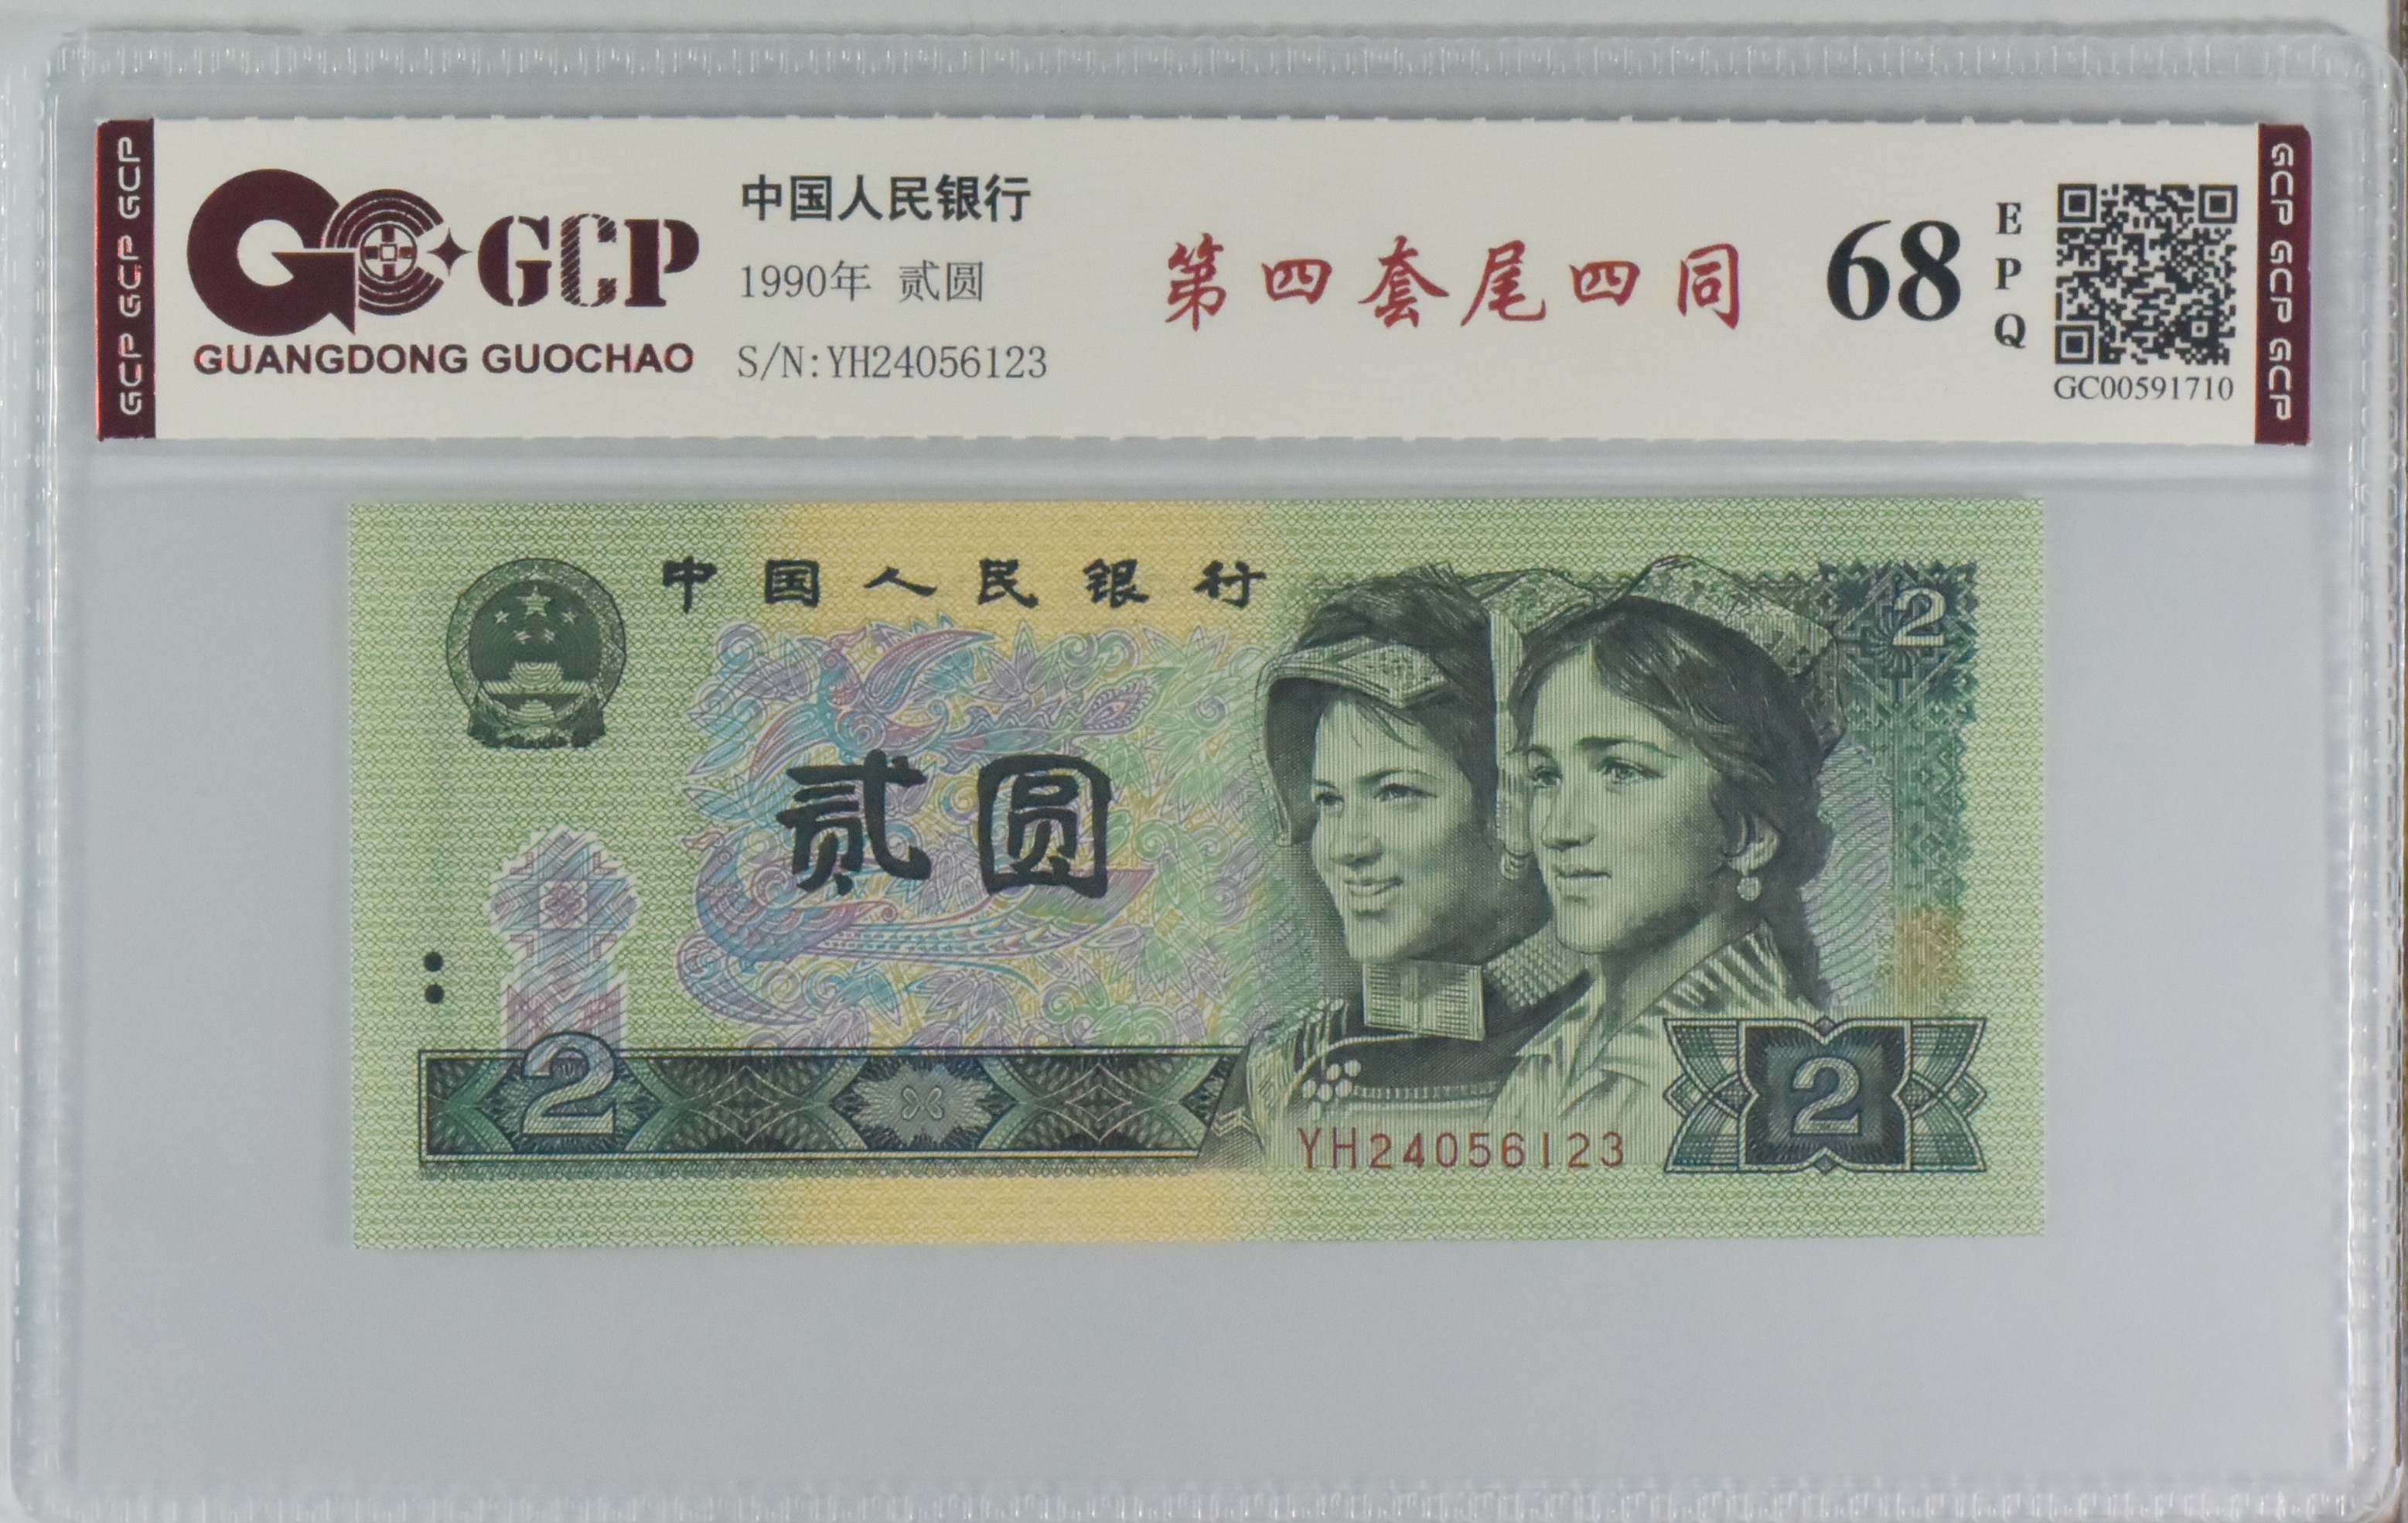 GCP GCP GCP
GCP
GUANGDONG GUOCHAO
中国人民银行
1990年 贰圆
S/N:YH24056123
第四套尾四同
68
E
P
Q
GC00591710
GCP GCP GCP
中国人民银行
2
贰圆
2
YH24056123
2